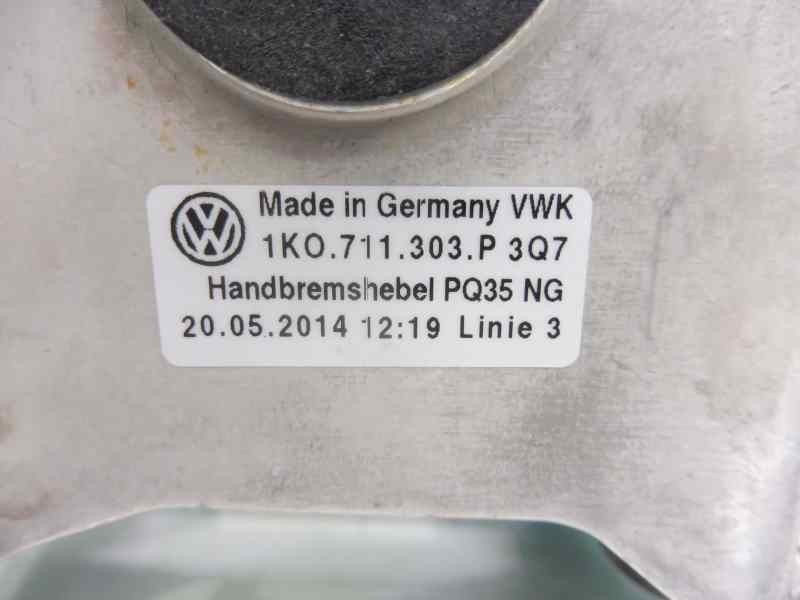 Made in Germany VWK
1KO.711.303.P 3Q7
Handbremshebel PQ35 NG
20.05.2014 12:19 Linie 3